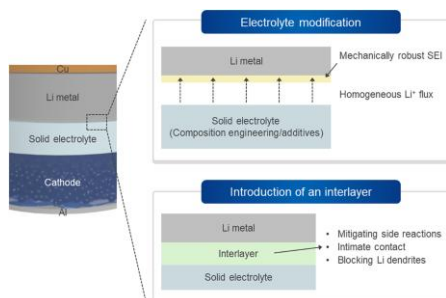 Cu
Li metal
Solid electrolyte
Cathode
Al
Electrolyte modification
Li metal
Mechanically robust SEI
Homogeneous Li⁺ flux
Solid electrolyte
(Composition engineering/additives)
Introduction of an interlayer
Li metal
Interlayer
Solid electrolyte
• Mitigating side reactions
• Intimate contact
• Blocking Li dendrites